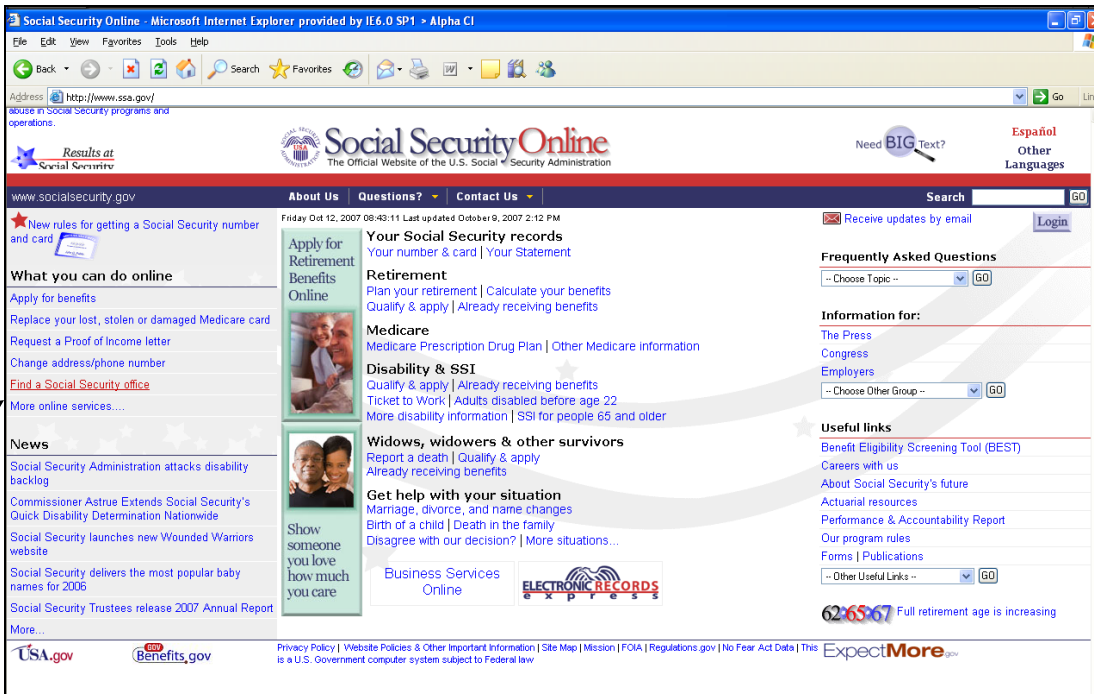 Social Security Online - Microsoft Internet Explorer provided by IE6.0 SP1 > Alpha CI
File Edit View Favorites Tools Help
Back Search Favorites
Address http://www.ssa.gov/ Go Lin
abuse in Social Security programs and
operations.
Results at
Social Security
Social Security Online
The Official Website of the U.S. Social Security Administration
Need BIG Text?
Español
Other
Languages
www.socialsecurity.gov
About Us Questions? Contact Us
Search GO
New rules for getting a Social Security number
and card
What you can do online
Apply for benefits
Replace your lost, stolen or damaged Medicare card
Request a Proof of Income letter
Change address/phone number
Find a Social Security office
More online services....
News
Social Security Administration attacks disability
backlog
Commissioner Astrue Extends Social Security's
Quick Disability Determination Nationwide
Social Security launches new Wounded Warriors
website
Social Security delivers the most popular baby
names for 2006
Social Security Trustees release 2007 Annual Report
More...
Friday Oct 12, 2007 08:43:11 Last updated October 9, 2007 2:12 PM
Apply for
Retirement
Benefits
Online
Show
someone
you love
how much
you care
Your Social Security records
Your number & card | Your Statement
Retirement
Plan your retirement | Calculate your benefits
Qualify & apply | Already receiving benefits
Medicare
Medicare Prescription Drug Plan | Other Medicare information
Disability & SSI
Qualify & apply | Already receiving benefits
Ticket to Work | Adults disabled before age 22
More disability information | SSI for people 65 and older
Widows, widowers & other survivors
Report a death | Qualify & apply
Already receiving benefits
Get help with your situation
Marriage, divorce, and name changes
Birth of a child | Death in the family
Disagree with our decision? | More situations...
Business Services
Online
ELECTRONIC RECORDS
express
Receive updates by email
Login
Frequently Asked Questions
-- Choose Topic -- GO
Information for:
The Press
Congress
Employers
-- Choose Other Group -- GO
Useful links
Benefit Eligibility Screening Tool (BEST)
Careers with us
About Social Security's future
Actuarial resources
Performance & Accountability Report
Our program rules
Forms | Publications
-- Other Useful Links -- GO
62 65 67 Full retirement age is increasing
USA.gov
GOV Benefits.gov
Privacy Policy | Website Policies & Other Important Information | Site Map | Mission | FOIA | Regulations.gov | No Fear Act Data | This
is a U.S. Government computer system subject to Federal law
ExpectMore.gov